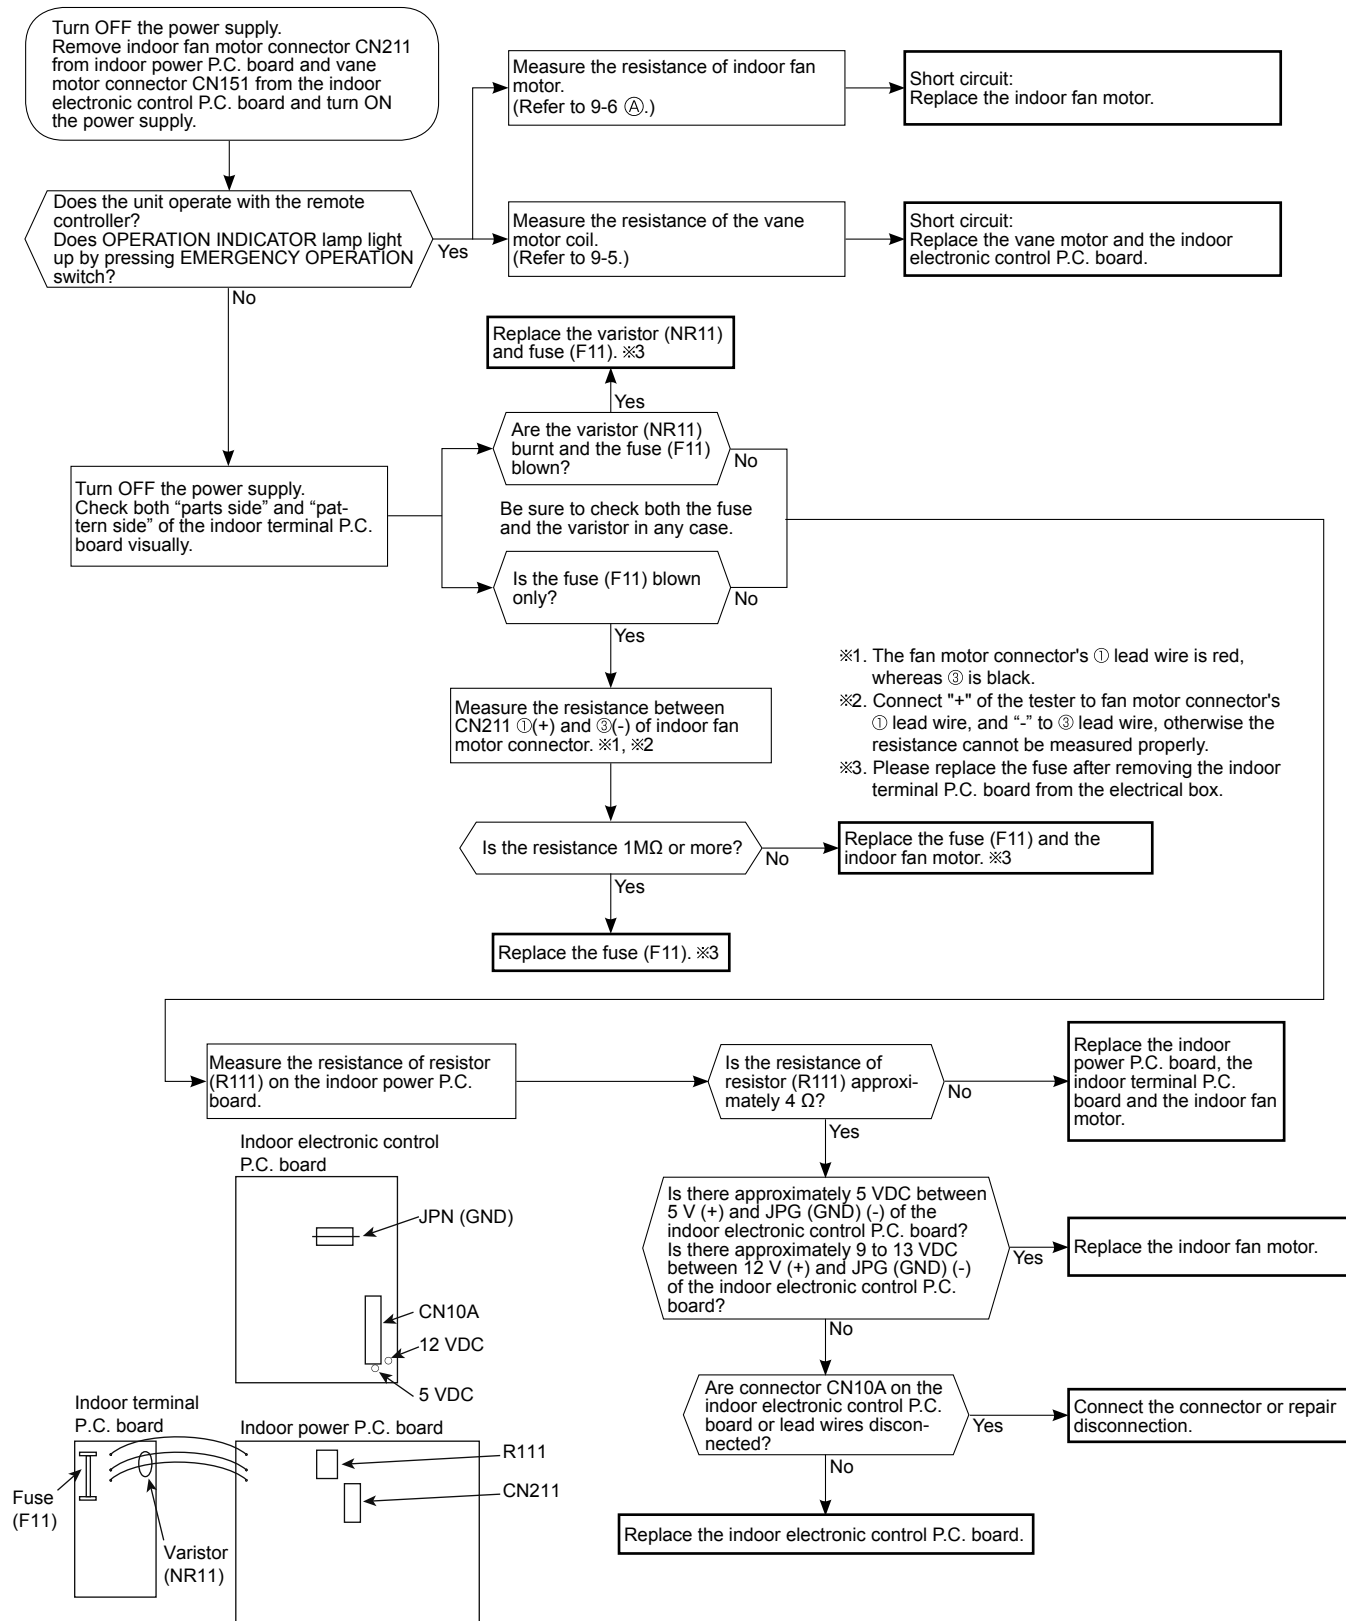 Turn OFF the power supply.
Remove indoor fan motor connector CN211
from indoor power P.C. board and vane
motor connector CN151 from the indoor
electronic control P.C. board and turn ON
the power supply.
Measure the resistance of indoor fan
motor.
(Refer to 9-6 Ⓐ.)
Short circuit:
Replace the indoor fan motor.
Does the unit operate with the remote
controller?
Does OPERATION INDICATOR lamp light
up by pressing EMERGENCY OPERATION
switch?
Yes
Measure the resistance of the vane
motor coil.
(Refer to 9-5.)
Short circuit:
Replace the vane motor and the indoor
electronic control P.C. board.
No
Replace the varistor (NR11)
and fuse (F11). ※3
Yes
Are the varistor (NR11)
burnt and the fuse (F11)
blown?
No
Turn OFF the power supply.
Check both “parts side” and “pat-
tern side” of the indoor terminal P.C.
board visually.
Be sure to check both the fuse
and the varistor in any case.
Is the fuse (F11) blown
only?
No
Yes
※1. The fan motor connector's ① lead wire is red,
whereas ③ is black.
※2. Connect "+" of the tester to fan motor connector's
① lead wire, and “-” to ③ lead wire, otherwise the
resistance cannot be measured properly.
※3. Please replace the fuse after removing the indoor
terminal P.C. board from the electrical box.
Measure the resistance between
CN211 ①(+) and ③(-) of indoor fan
motor connector. ※1, ※2
Is the resistance 1MΩ or more?
No
Replace the fuse (F11) and the
indoor fan motor. ※3
Yes
Replace the fuse (F11). ※3
Measure the resistance of resistor
(R111) on the indoor power P.C.
board.
Is the resistance of
resistor (R111) approxi-
mately 4 Ω?
No
Replace the indoor
power P.C. board, the
indoor terminal P.C.
board and the indoor fan
motor.
Yes
Is there approximately 5 VDC between
5 V (+) and JPG (GND) (-) of the
indoor electronic control P.C. board?
Is there approximately 9 to 13 VDC
between 12 V (+) and JPG (GND) (-)
of the indoor electronic control P.C.
board?
Yes
Replace the indoor fan motor.
No
Are connector CN10A on the
indoor electronic control P.C.
board or lead wires discon-
nected?
Yes
Connect the connector or repair
disconnection.
No
Replace the indoor electronic control P.C. board.
Indoor electronic control
P.C. board
JPN (GND)
CN10A
12 VDC
5 VDC
Indoor terminal
P.C. board
Indoor power P.C. board
R111
CN211
Fuse
(F11)
Varistor
(NR11)